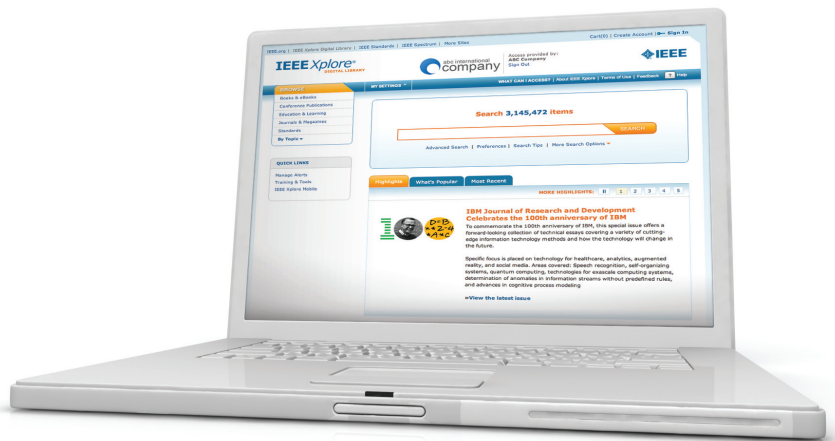 IEEE.org | IEEE Xplore Digital Library | IEEE Standards | IEEE Spectrum | More Sites
Cart(0) | Create Account | Sign In
IEEE Xplore®
DIGITAL LIBRARY
abc international
company
Access provided by:
ABC Company
Sign Out
IEEE
BROWSE
MY SETTINGS
WHAT CAN I ACCESS? | About IEEE Xplore | Terms of Use | Feedback ? Help
Books & eBooks
Conference Publications
Education & Learning
Journals & Magazines
Standards
By Topic
Search 3,145,472 items
SEARCH
Advanced Search | Preferences | Search Tips | More Search Options
QUICK LINKS
Manage Alerts
Training & Tools
IEEE Xplore Mobile
Highlights What's Popular Most Recent
MORE HIGHLIGHTS: II 1 2 3 4 5
IBM Journal of Research and Development
Celebrates the 100th anniversary of IBM
To commemorate the 100th anniversary of IBM, this special issue offers a
forward-looking collection of technical essays covering a variety of cutting-
edge information technology methods and how the technology will change in
the future.
Specific focus is placed on technology for healthcare, analytics, augmented
reality, and social media. Areas covered: Speech recognition, self-organizing
systems, quantum computing, technologies for exascale computing systems,
determination of anomalies in information streams without predefined rules,
and advances in cognitive process modeling
»View the latest issue